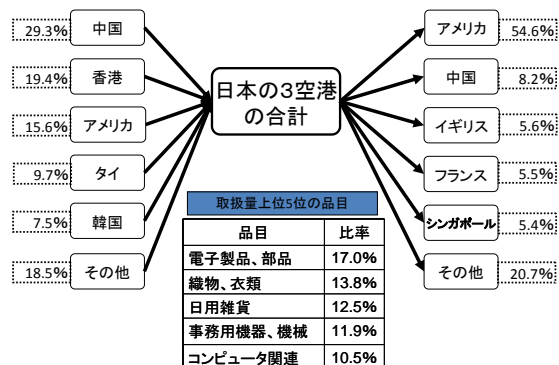 29.3% 中国
19.4% 香港
15.6% アメリカ
9.7% タイ
7.5% 韓国
18.5% その他
日本の3空港
の合計
アメリカ 54.6%
中国 8.2%
イギリス 5.6%
フランス 5.5%
シンガポール 5.4%
その他 20.7%
取扱量上位5位の品目
品目 比率
電子製品、部品 17.0%
織物、衣類 13.8%
日用雑貨 12.5%
事務用機器、機械 11.9%
コンピュータ関連 10.5%